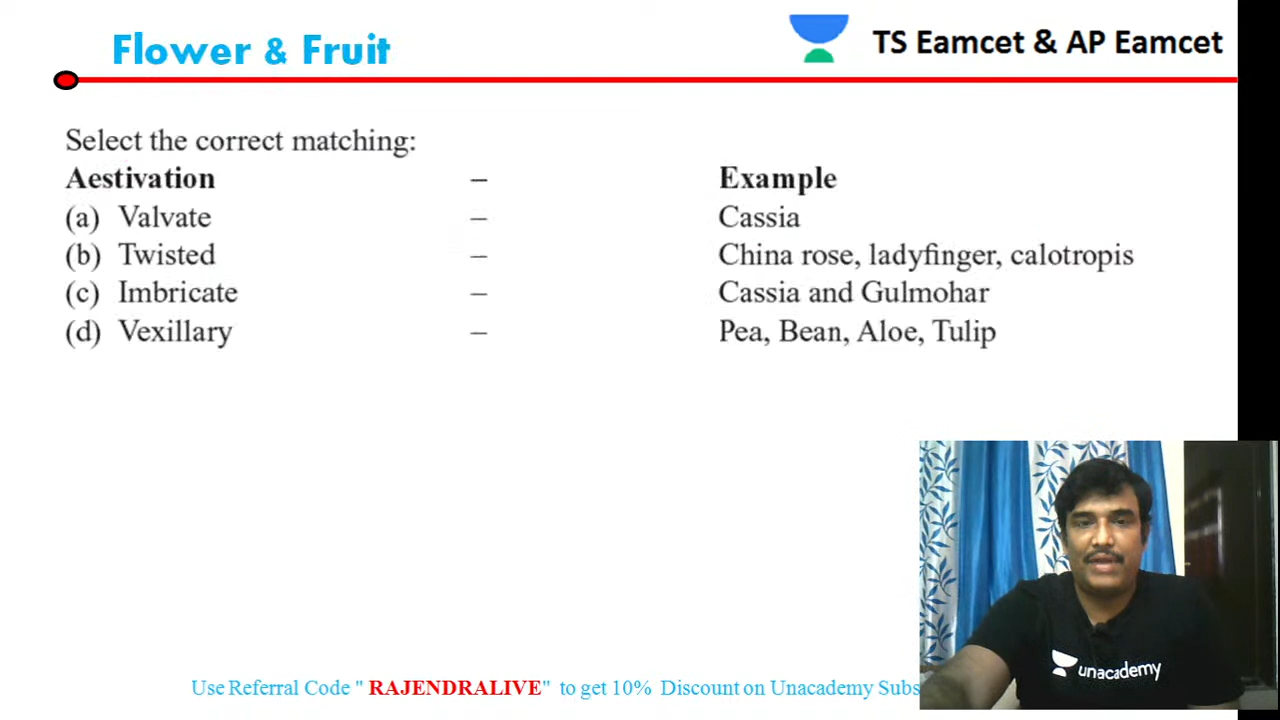 Flower & Fruit
TS Eamcet & AP Eamcet
Select the correct matching:
Aestivation – Example
(a) Valvate – Cassia
(b) Twisted – China rose, ladyfinger, calotropis
(c) Imbricate – Cassia and Gulmohar
(d) Vexillary – Pea, Bean, Aloe, Tulip
unacademy
Use Referral Code " RAJENDRALIVE" to get 10% Discount on Unacademy Subs